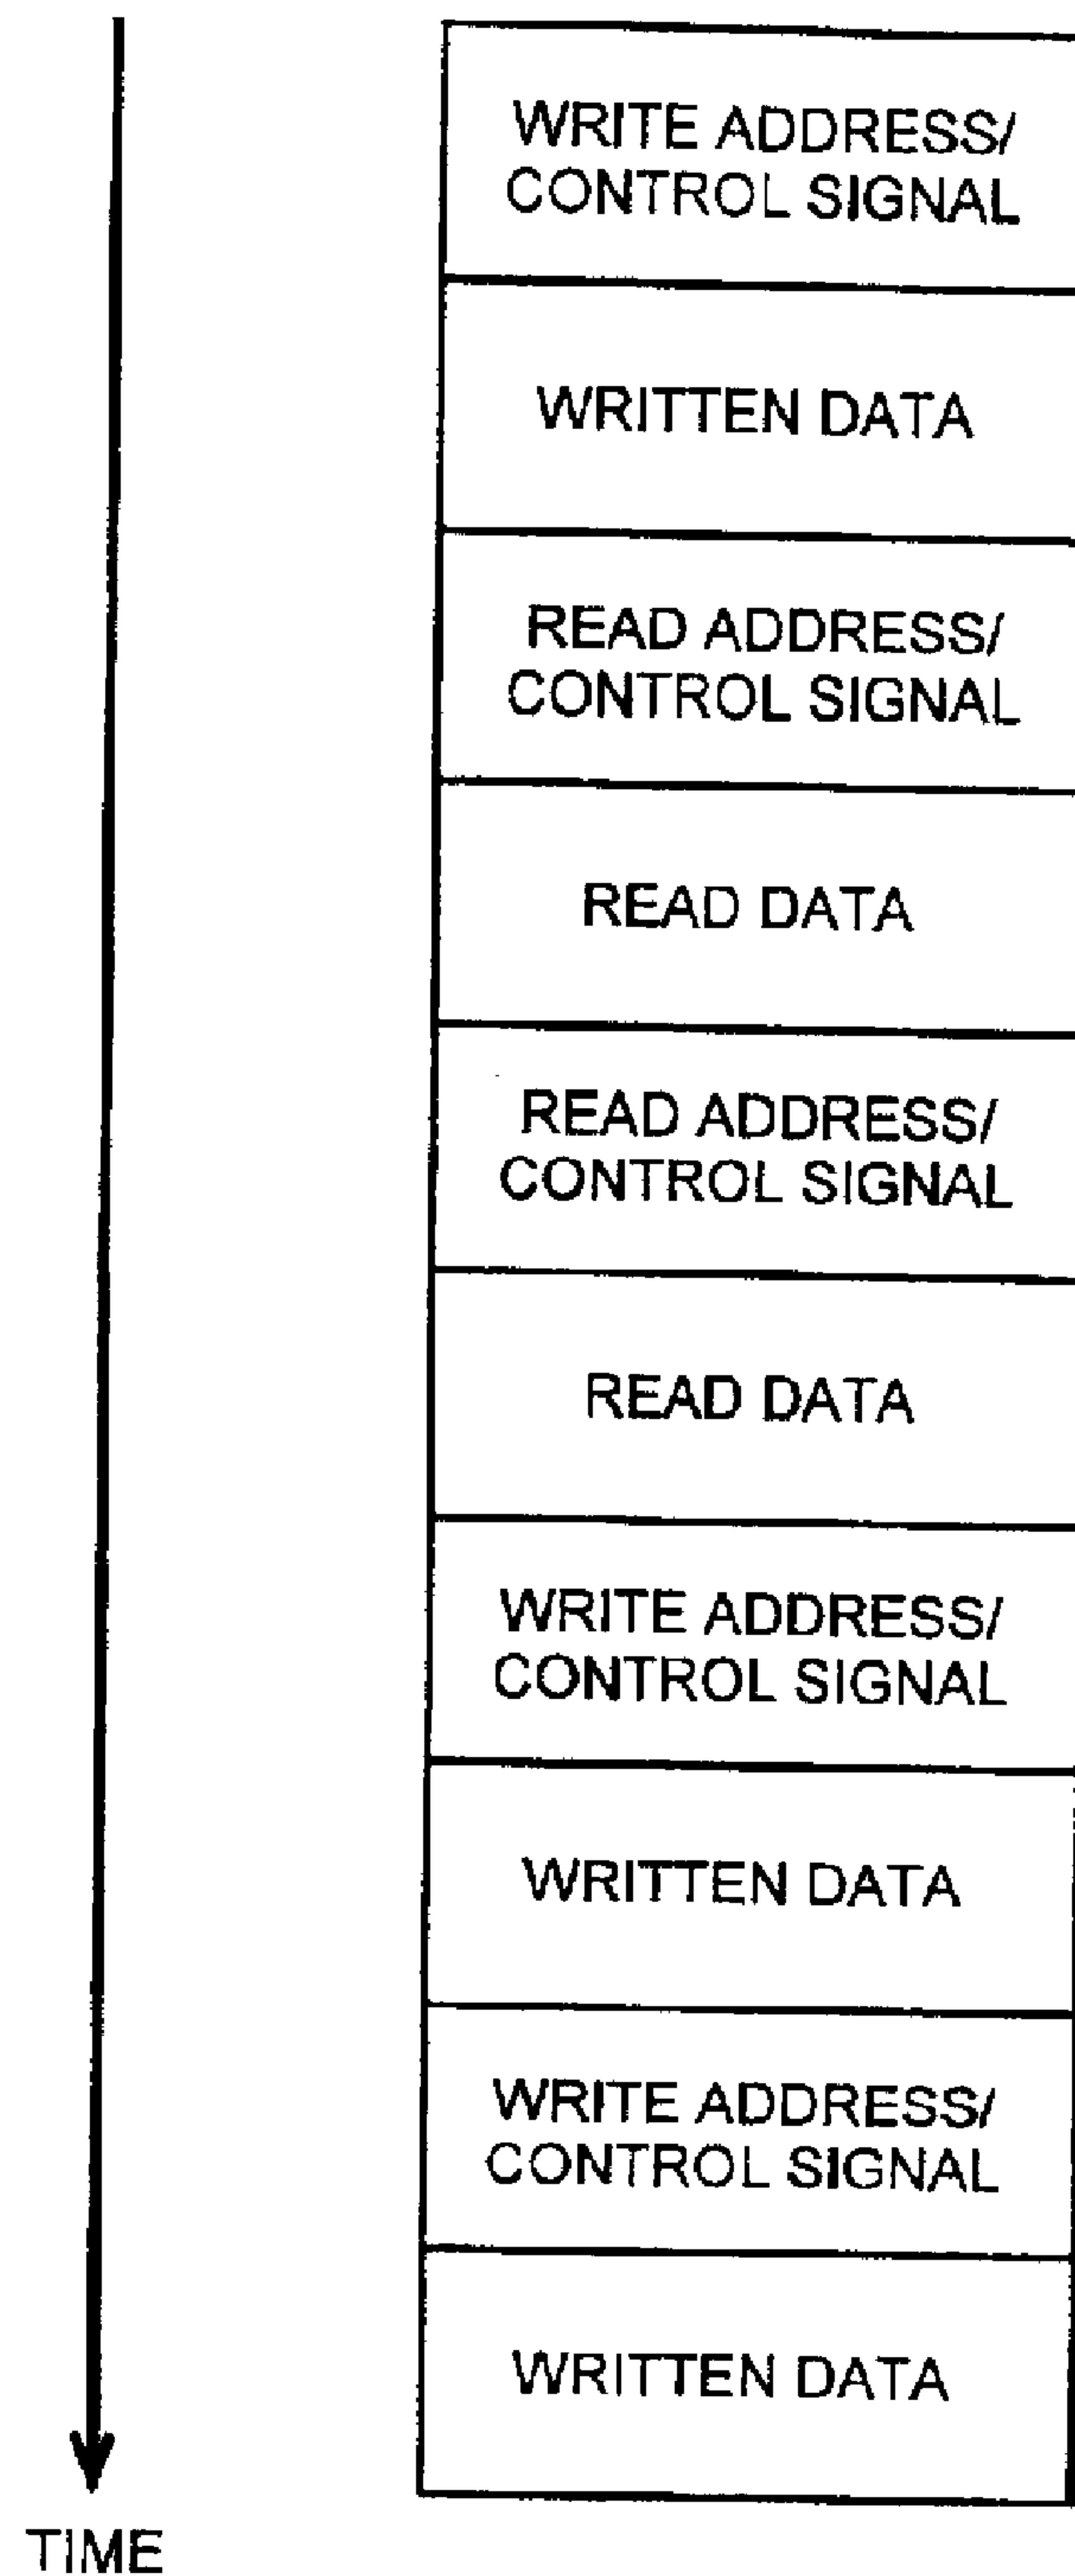 WRITE ADDRESS/
CONTROL SIGNAL
WRITTEN DATA
READ ADDRESS/
CONTROL SIGNAL
READ DATA
READ ADDRESS/
CONTROL SIGNAL
READ DATA
WRITE ADDRESS/
CONTROL SIGNAL
WRITTEN DATA
WRITE ADDRESS/
CONTROL SIGNAL
WRITTEN DATA
TIME